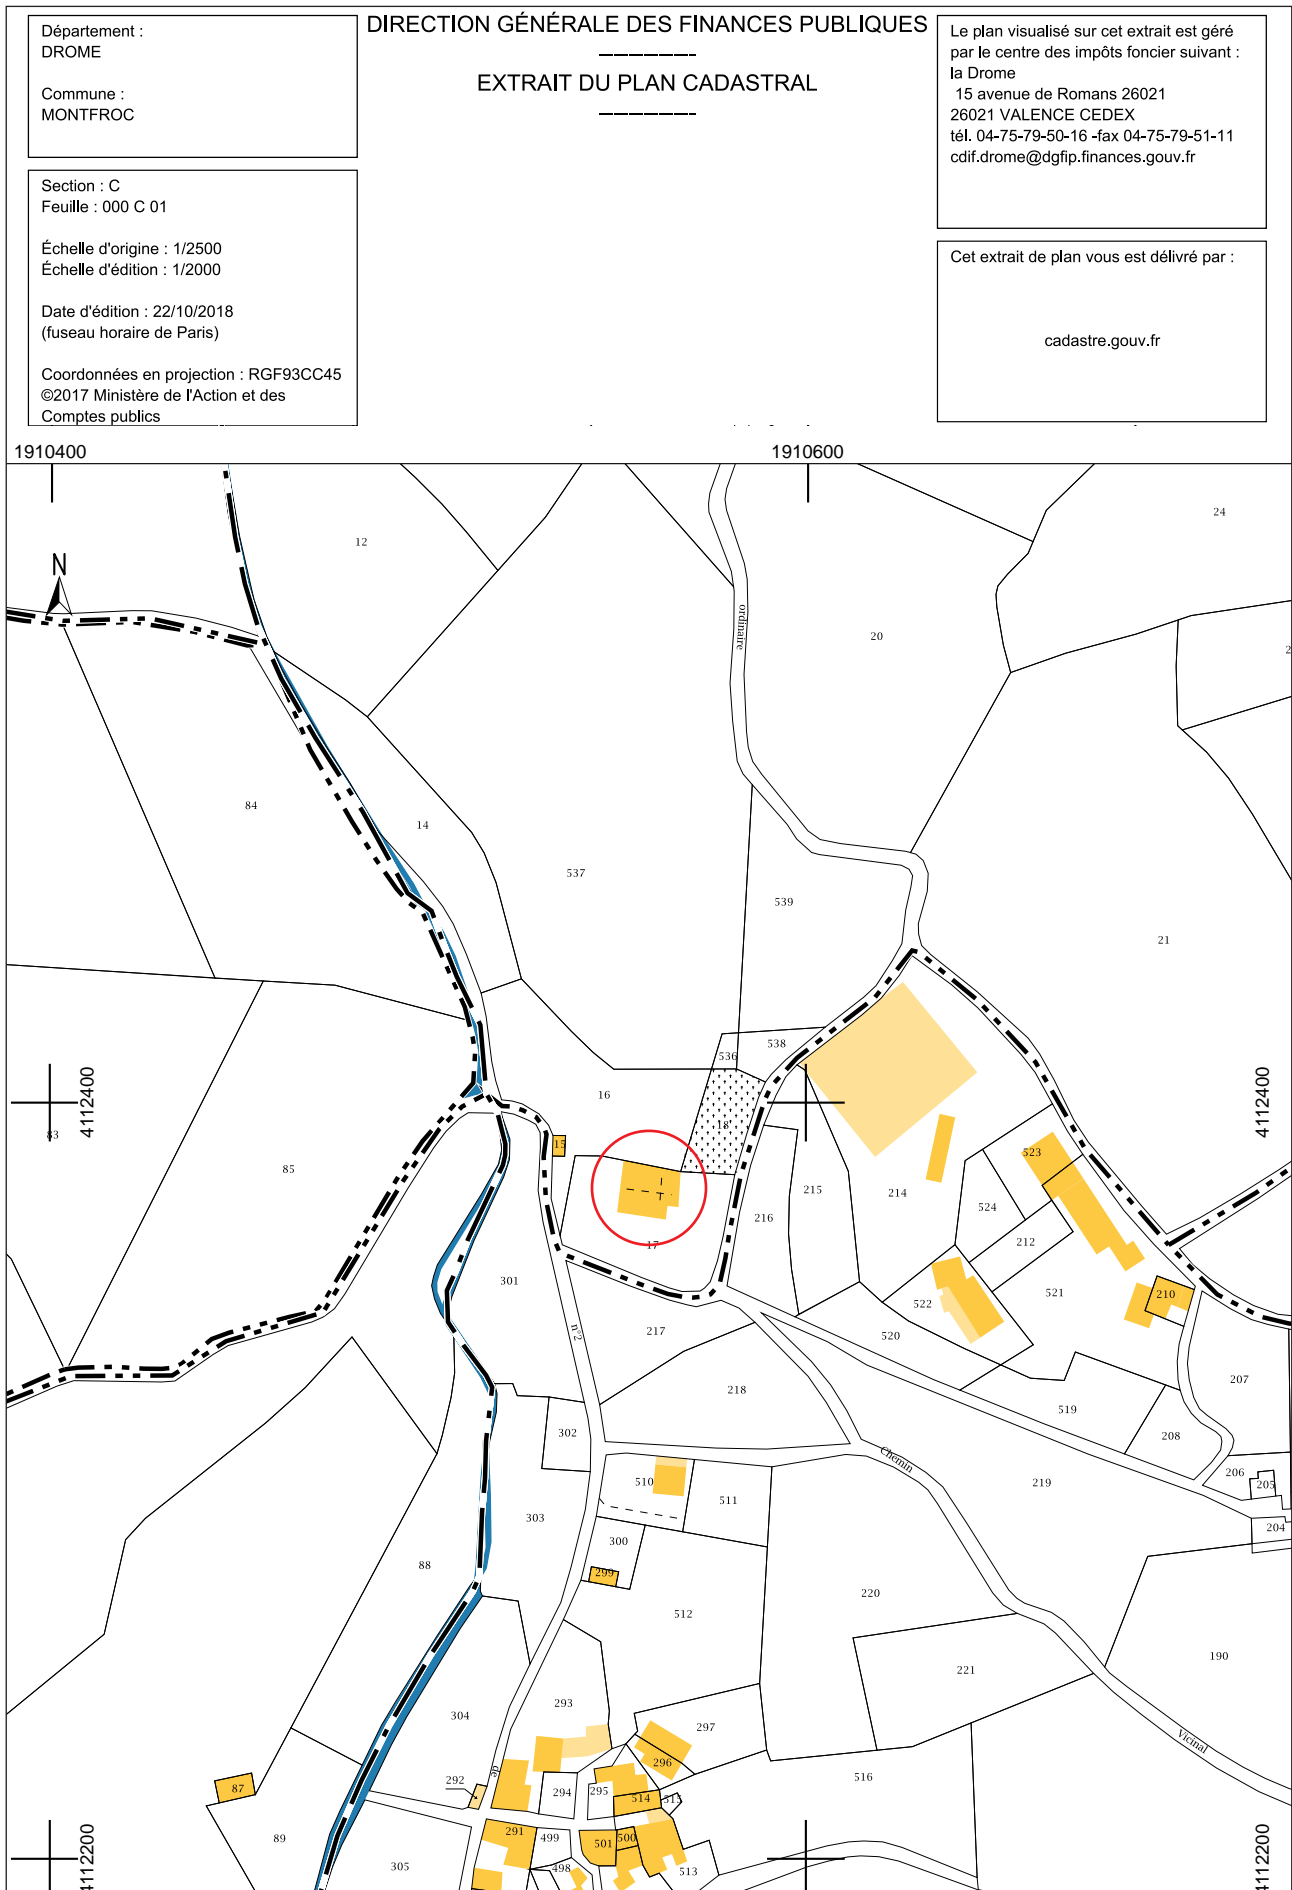 Département :
DROME
Commune :
MONTFROC
Section : C
Feuille : 000 C 01
Échelle d'origine : 1/2500
Échelle d'édition : 1/2000
Date d'édition : 22/10/2018
(fuseau horaire de Paris)
Coordonnées en projection : RGF93CC45
©2017 Ministère de l'Action et des
Comptes publics
DIRECTION GÉNÉRALE DES FINANCES PUBLIQUES
EXTRAIT DU PLAN CADASTRAL
Le plan visualisé sur cet extrait est géré
par le centre des impôts foncier suivant :
la Drome
15 avenue de Romans 26021
26021 VALENCE CEDEX
tél. 04-75-79-50-16 -fax 04-75-79-51-11
cdif.drome@dgfip.finances.gouv.fr
Cet extrait de plan vous est délivré par :
cadastre.gouv.fr
1910400
1910600
24
12
N
ordinaire
20
2
84
14
537
539
21
538
536
16
4112400
4112400
83
18
15
523
85
215
214
524
216
212
17
301
521
210
522
n°2
217
520
207
218
519
302
208
Chemin
206
510
219
205
511
303
204
300
88
299
220
512
190
221
293
304
297
Vicinal
296
de
516
292
87
294
295
514
515
291
499
501
500
89
4112200
4112200
305
498
513